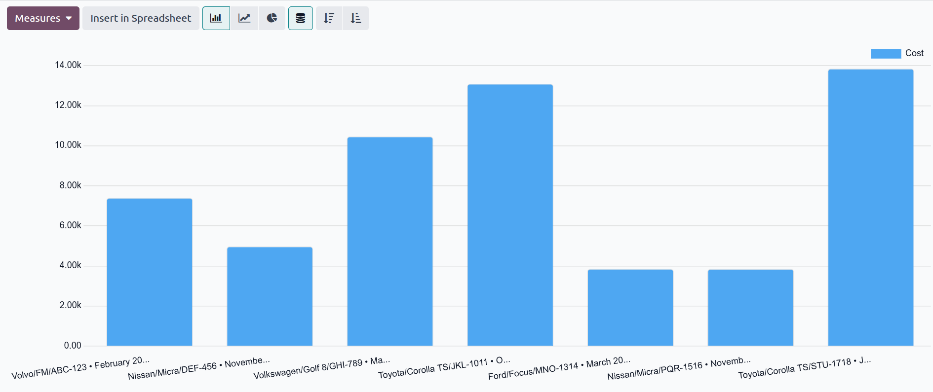 Measures
Insert in Spreadsheet
Cost
14.00k
12.00k
10.00k
8.00k
6.00k
4.00k
2.00k
0.00
Volvo/FM/ABC-123 • February 20...
Nissan/Micra/DEF-456 • Novembe...
Volkswagen/Golf 8/GHI-789 • Ma...
Toyota/Corolla TS/JKL-1011 • O...
Ford/Focus/MNO-1314 • March 20...
Nissan/Micra/PQR-1516 • Novemb...
Toyota/Corolla TS/STU-1718 • J...